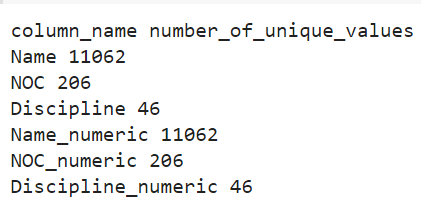 column_name number_of_unique_values
Name 11062
NOC 206
Discipline 46
Name_numeric 11062
NOC_numeric 206
Discipline_numeric 46